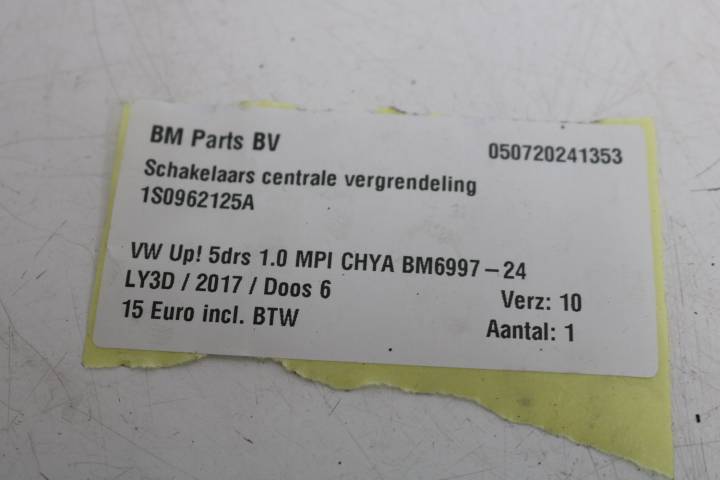 BM Parts BV 050720241353
Schakelaars centrale vergrendeling
1S0962125A
VW Up! 5drs 1.0 MPI CHYA BM6997-24
LY3D / 2017 / Doos 6 Verz: 10
15 Euro incl. BTW Aantal: 1